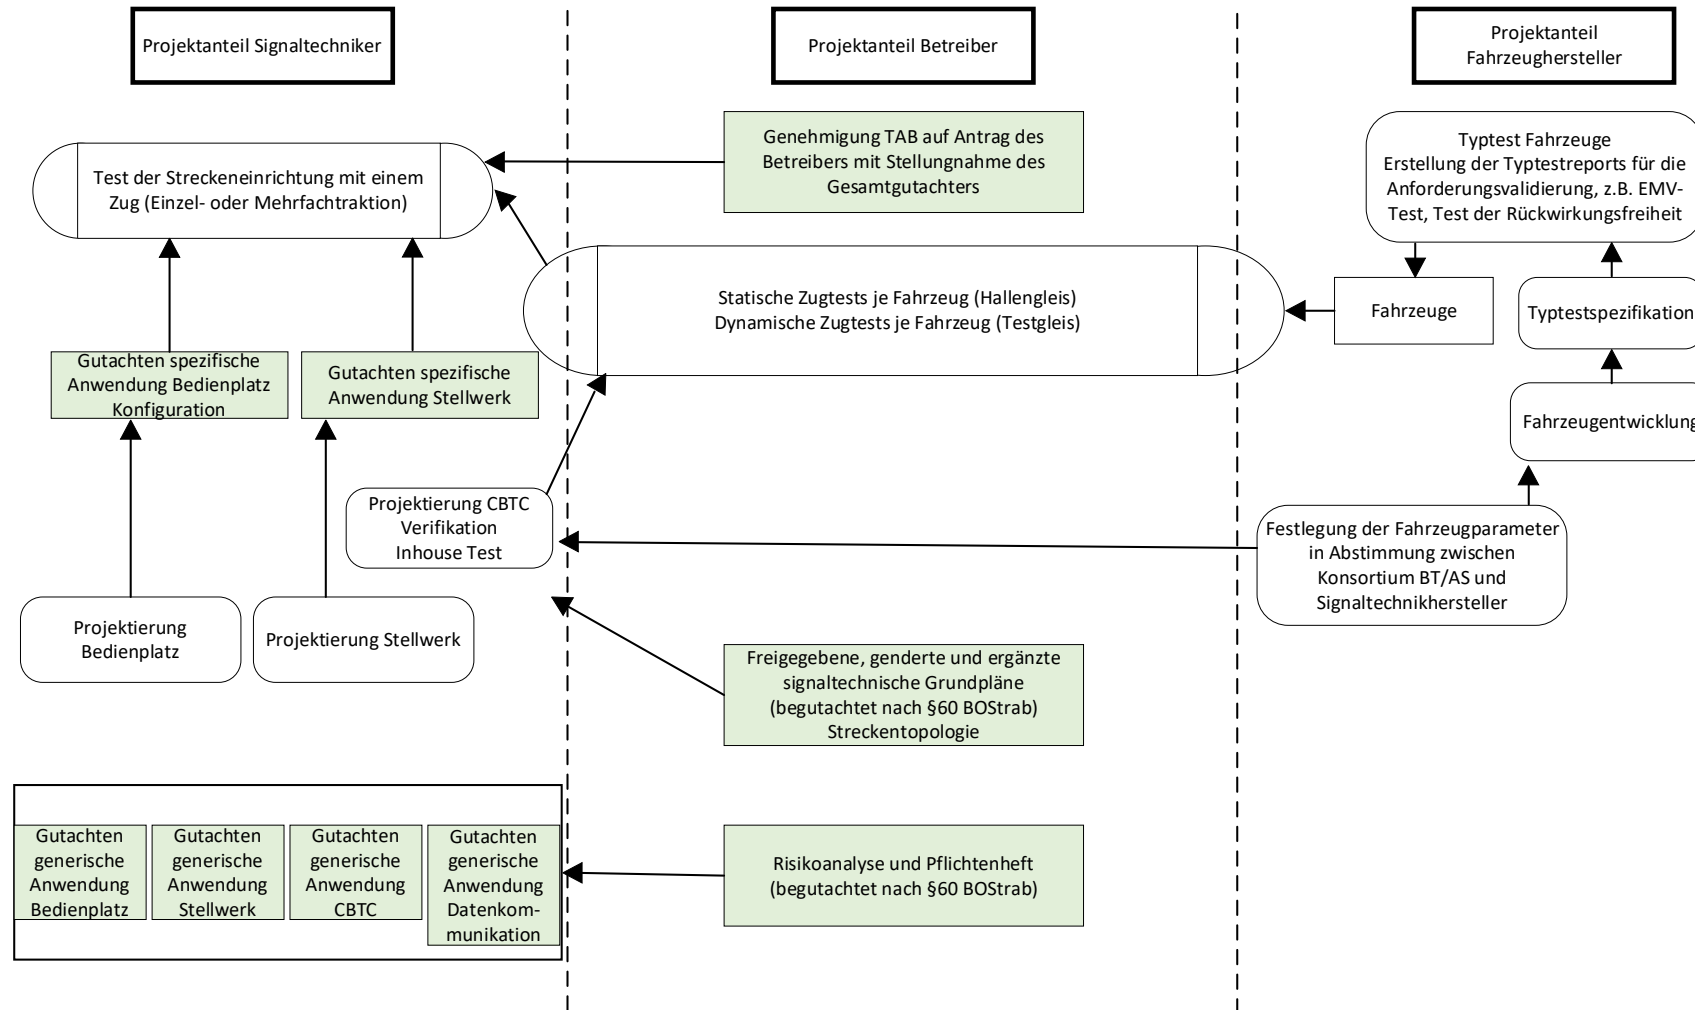 Projektanteil Signaltechniker
Projektanteil Betreiber
Projektanteil
Fahrzeughersteller
Genehmigung TAB auf Antrag des
Betreibers mit Stellungnahme des
Gesamtgutachters
Typtest Fahrzeuge
Erstellung der Typtestreports für die
Anforderungsvalidierung, z.B. EMV-
Test, Test der Rückwirkungsfreiheit
Test der Streckeneinrichtung mit einem
Zug (Einzel- oder Mehrfachtraktion)
Statische Zugtests je Fahrzeug (Hallengleis)
Dynamische Zugtests je Fahrzeug (Testgleis)
Fahrzeuge
Typtestspezifikation
Gutachten spezifische
Anwendung Bedienplatz
Konfiguration
Gutachten spezifische
Anwendung Stellwerk
Fahrzeugentwicklung
Projektierung CBTC
Verifikation
Inhouse Test
Festlegung der Fahrzeugparameter
in Abstimmung zwischen
Konsortium BT/AS und
Signaltechnikhersteller
Projektierung
Bedienplatz
Projektierung Stellwerk
Freigegebene, genderte und ergänzte
signaltechnische Grundpläne
(begutachtet nach §60 BOStrab)
Streckentopologie
Gutachten
generische
Anwendung
Bedienplatz
Gutachten
generische
Anwendung
Stellwerk
Gutachten
generische
Anwendung
CBTC
Gutachten
generische
Anwendung
Datenkom-
munikation
Risikoanalyse und Pflichtenheft
(begutachtet nach §60 BOStrab)